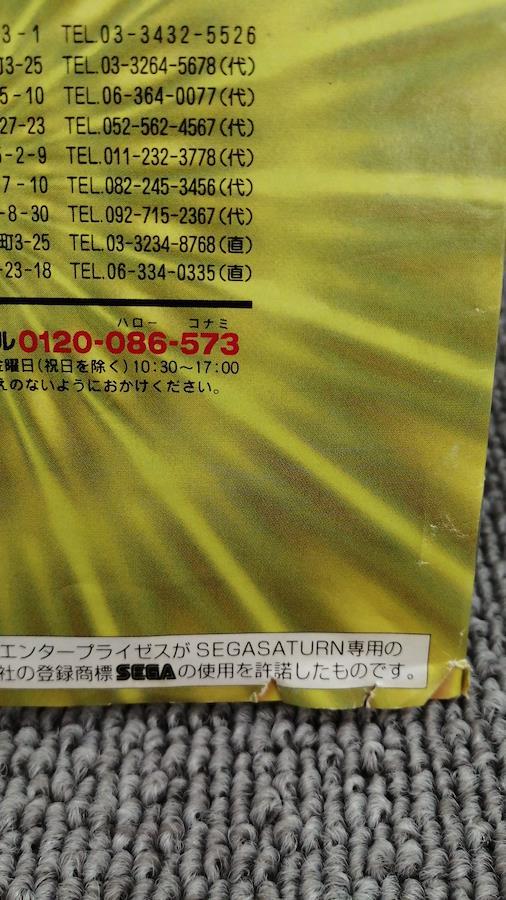 3-1 TEL.03-3432-5526
町3-25 TEL.03-3264-5678(代)
5-10 TEL.06-364-0077(代)
27-23 TEL.052-562-4567(代)
-2-9 TEL.011-232-3778(代)
7-10 TEL.082-245-3456(代)
-8-30 TEL.092-715-2367(代)
町3-25 TEL.03-3234-8768(直)
-23-18 TEL.06-334-0335(直)
ハロー コナミ
ル0120-086-573
金曜日(祝日を除く)10:30〜17:00
えのないようにおかけください。
エンタープライゼスが SEGASATURN専用の
社の登録商標SEGAの使用を許諾したものです。